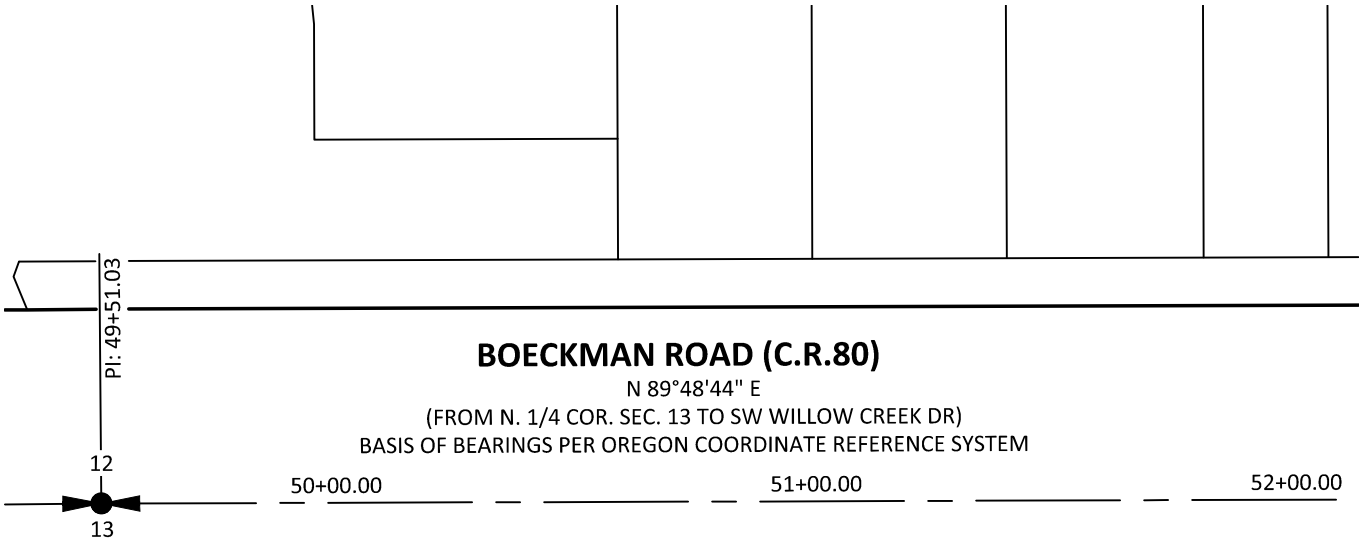 PI: 49+51.03
BOECKMAN ROAD (C.R.80)
N 89°48'44" E
(FROM N. 1/4 COR. SEC. 13 TO SW WILLOW CREEK DR)
BASIS OF BEARINGS PER OREGON COORDINATE REFERENCE SYSTEM
12
50+00.00 51+00.00 52+00.00
13